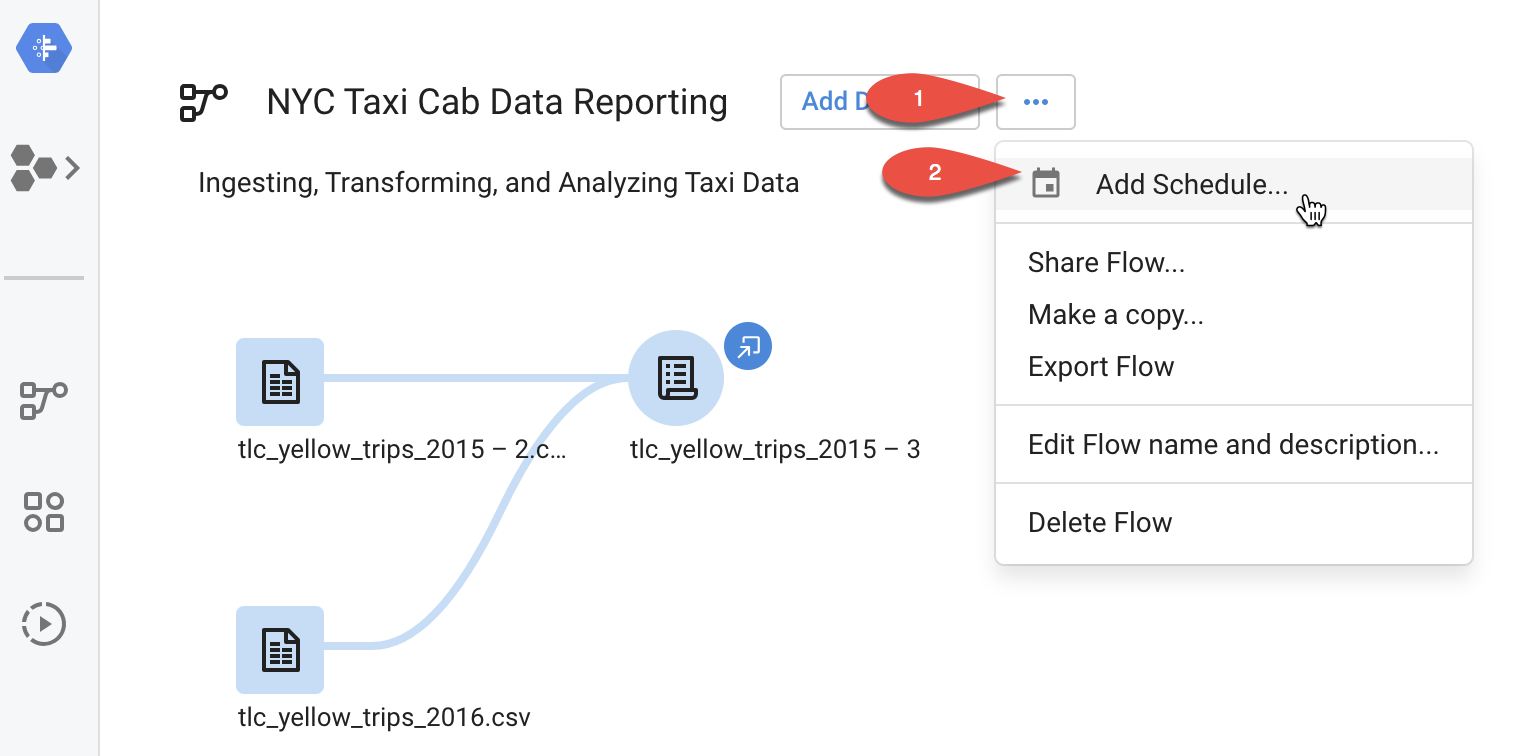 NYC Taxi Cab Data Reporting
Add
1
•••
Ingesting, Transforming, and Analyzing Taxi Data
2
Add Schedule...
Share Flow...
Make a copy...
Export Flow
Edit Flow name and description...
Delete Flow
tlc_yellow_trips_2015 – 2.c...
tlc_yellow_trips_2015 – 3
tlc_yellow_trips_2016.csv